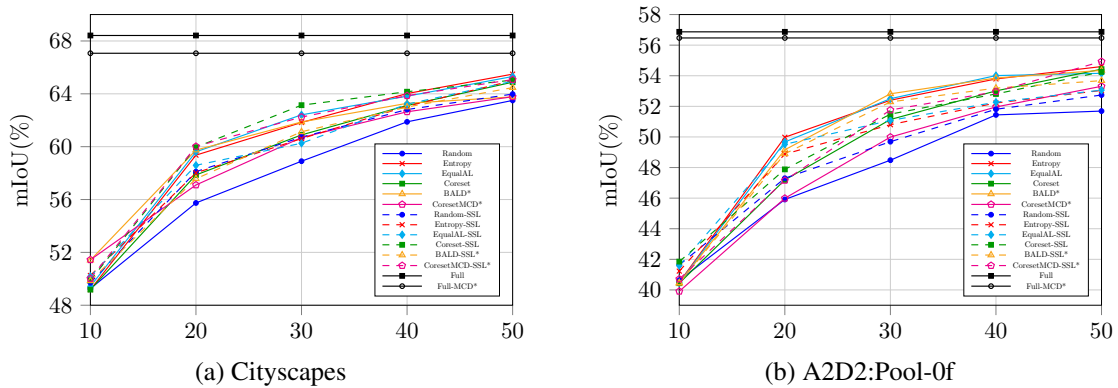 68
64
60
56
52
48
mIoU(%)
10
20
30
40
50
Random
Entropy
EqualAL
Coreset
BALD*
CoresetMCD*
Random-SSL
Entropy-SSL
EqualAL-SSL
Coreset-SSL
BALD-SSL*
CoresetMCD-SSL*
Full
Full-MCD*
(a) Cityscapes
58
56
54
52
50
48
46
44
42
40
mIoU(%)
10
20
30
40
50
Random
Entropy
EqualAL
Coreset
BALD*
CoresetMCD*
Random-SSL
Entropy-SSL
EqualAL-SSL
Coreset-SSL
BALD-SSL*
CoresetMCD-SSL*
Full
Full-MCD*
(b) A2D2:Pool-0f